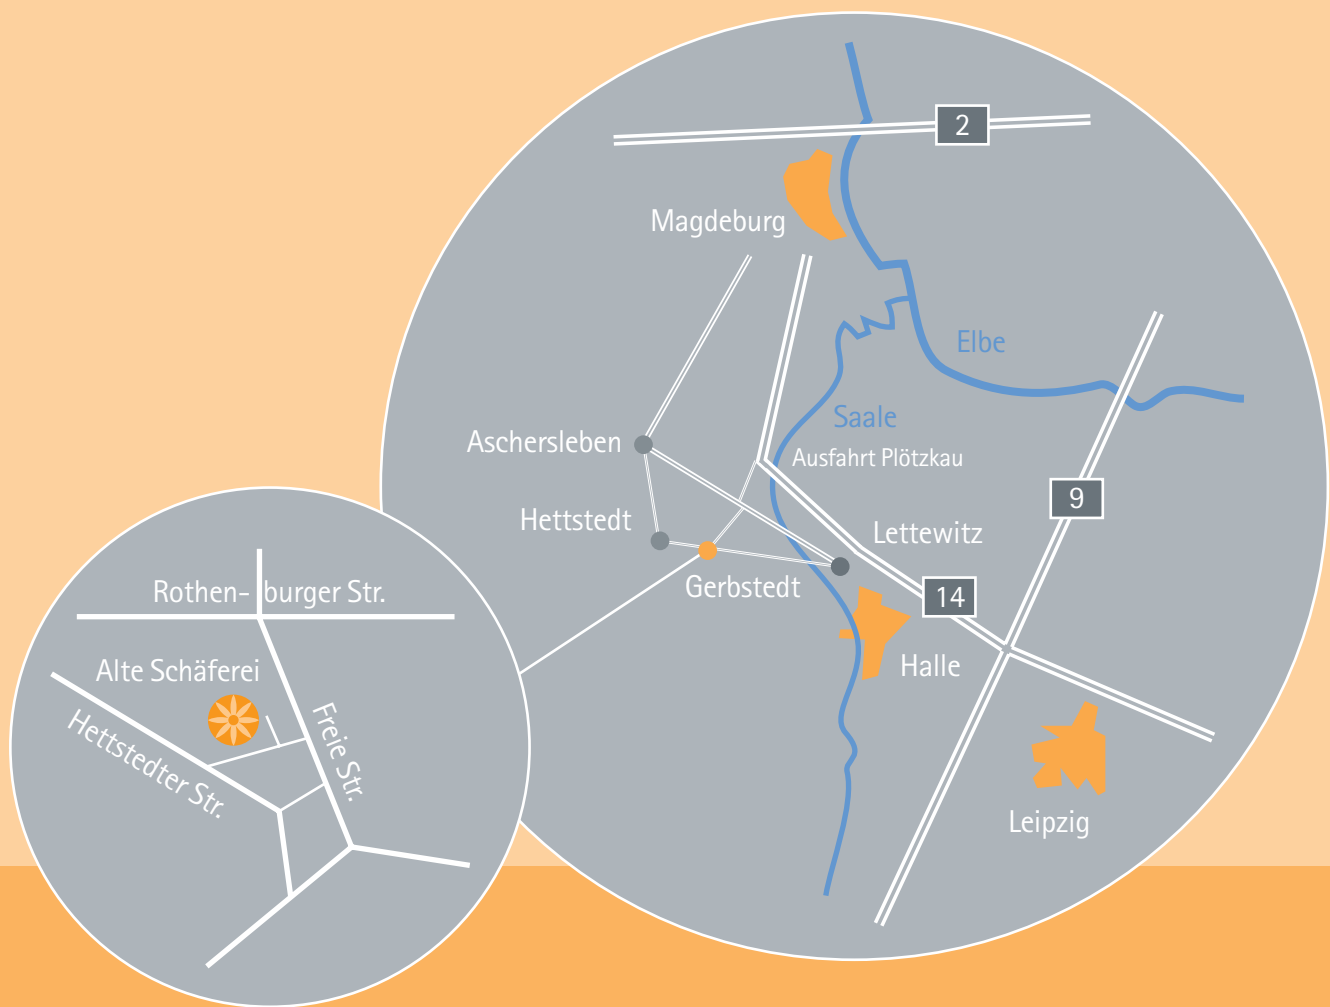 2
Magdeburg
Elbe
Saale
Aschersleben
Ausfahrt Plötzkau
9
Hettstedt
Lettewitz
Gerbstedt
14
Halle
Leipzig
Rothen- burger Str.
Alte Schäferei
Hettstedter Str.
Freie Str.